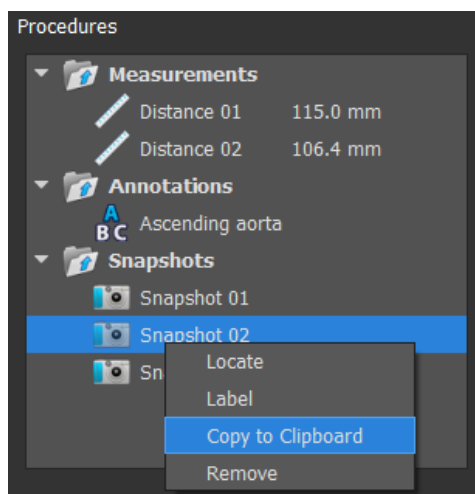 Procedures
Measurements
Distance 01 115.0 mm
Distance 02 106.4 mm
Annotations
A
B C Ascending aorta
Snapshots
Snapshot 01
Snapshot 02
Sn
Locate
Label
Copy to Clipboard
Remove